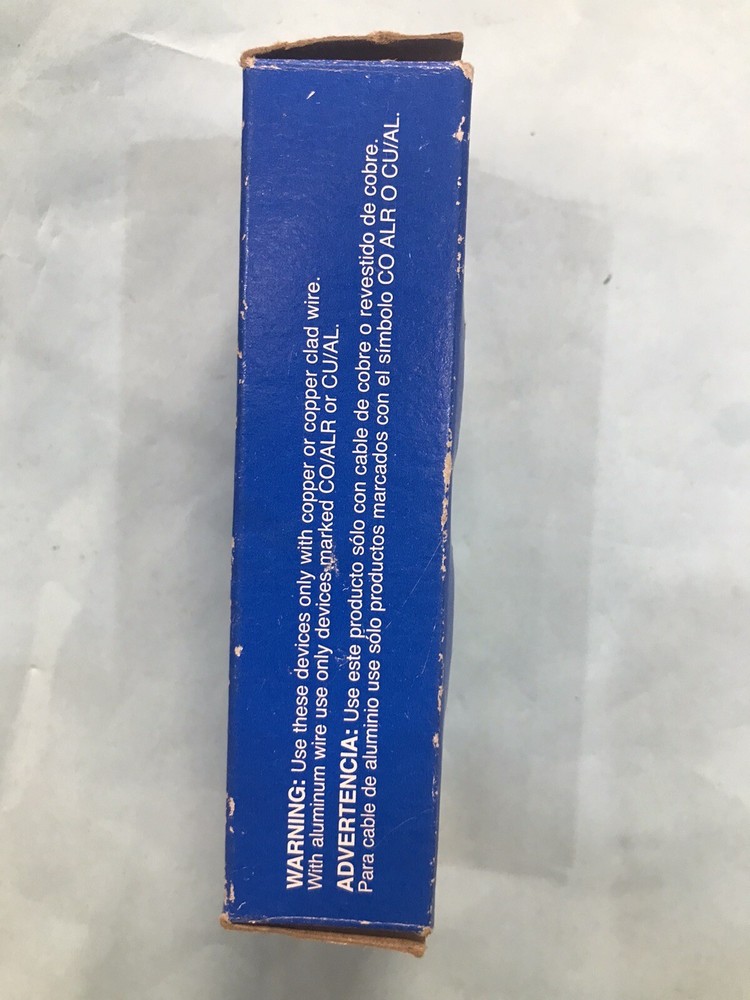 WARNING: Use these devices only with copper or copper clad wire.
With aluminum wire use only devices marked CO/ALR or CU/AL.
ADVERTENCIA: Use este producto sólo con cable de cobre o revestido de cobre.
Para cable de aluminio use sólo productos marcados con el símbolo CO ALR O CU/AL.